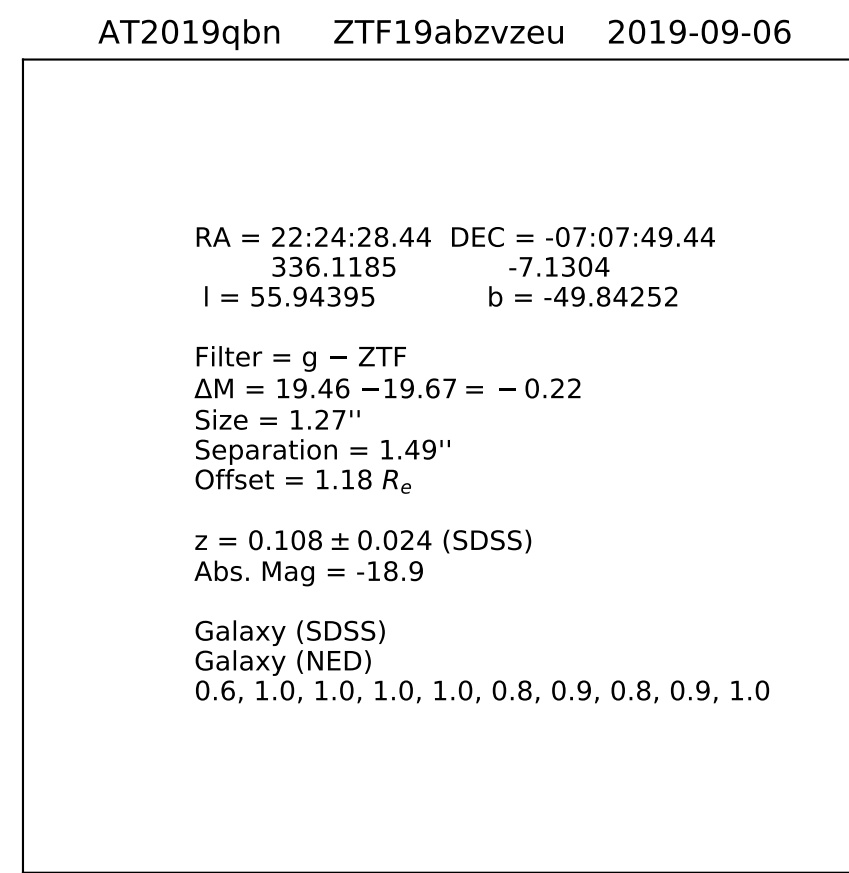 AT2019qbn ZTF19abzvzeu 2019-09-06
RA = 22:24:28.44 DEC = -07:07:49.44
336.1185 -7.1304
l = 55.94395 b = -49.84252
Filter = g − ZTF
ΔM = 19.46 −19.67 = − 0.22
Size = 1.27''
Separation = 1.49''
Offset = 1.18 Re
z = 0.108 ± 0.024 (SDSS)
Abs. Mag = -18.9
Galaxy (SDSS)
Galaxy (NED)
0.6, 1.0, 1.0, 1.0, 1.0, 0.8, 0.9, 0.8, 0.9, 1.0